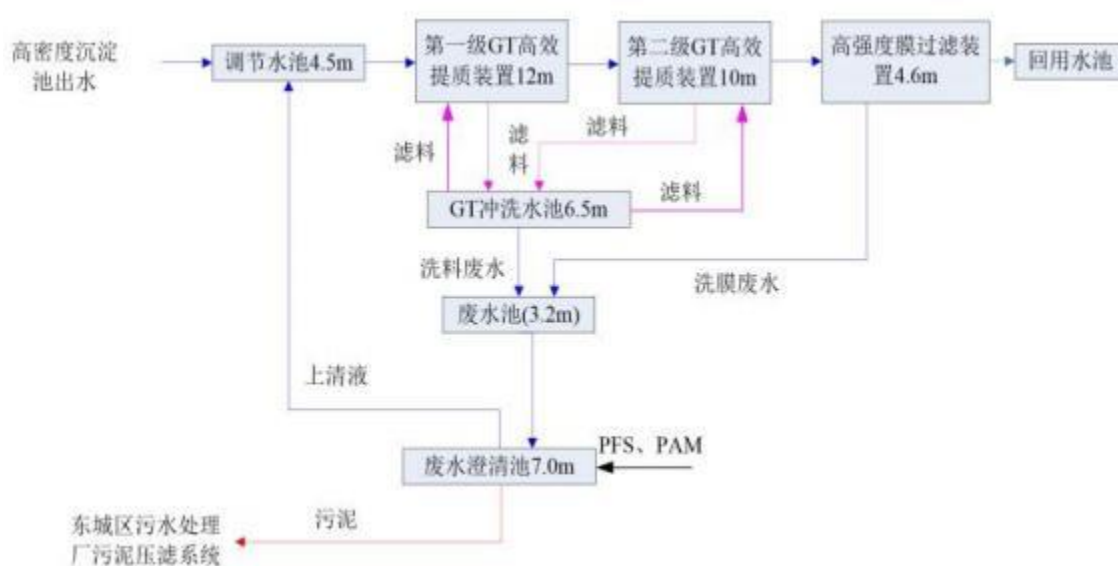 高密度沉淀
池出水
调节水池4.5m
第一级GT高效
提质装置12m
第二级GT高效
提质装置10m
高强度膜过滤装
置4.6m
回用水池
滤料
滤
料
滤料
滤料
GT冲洗水池6.5m
洗料废水
洗膜废水
废水池(3.2m)
上清液
PFS、PAM
废水澄清池7.0m
污泥
东城区污水处理
厂污泥压滤系统